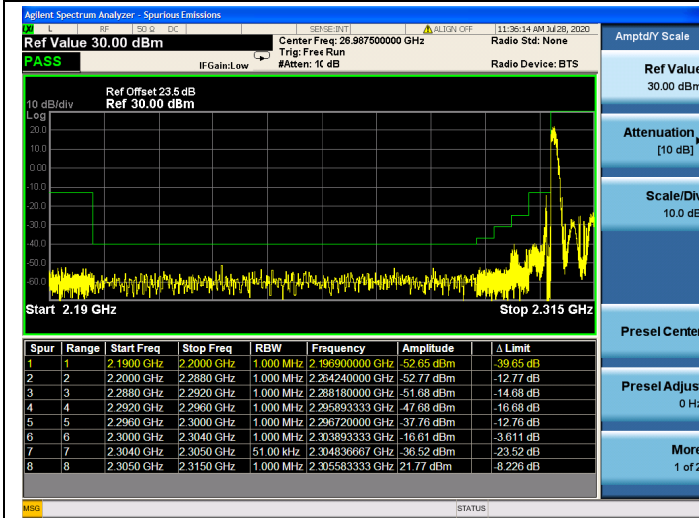 Agilent Spectrum Analyzer - Spurious Emissions
L RF 50 Ω DC SENSE:INT ALIGN OFF 11:36:14 AM Jul 28, 2020
Ref Value 30.00 dBm Center Freq: 26.987500000 GHz Radio Std: None
Trig: Free Run
PASS IFGain:Low #Atten: 10 dB Radio Device: BTS
Ref Offset 23.5 dB
10 dB/div Ref 30.00 dBm
Log
20.0
10.0
0.00
-10.0
-20.0
-30.0
-40.0
-50.0
-60.0
Start 2.19 GHz Stop 2.315 GHz
Spur Range Start Freq Stop Freq RBW Frequency Amplitude Δ Limit
1 1 2.1900 GHz 2.2000 GHz 1.000 MHz 2.196900000 GHz -52.65 dBm -39.65 dB
2 2 2.2000 GHz 2.2880 GHz 1.000 MHz 2.264240000 GHz -52.77 dBm -12.77 dB
3 3 2.2880 GHz 2.2920 GHz 1.000 MHz 2.288180000 GHz -51.68 dBm -14.68 dB
4 4 2.2920 GHz 2.2960 GHz 1.000 MHz 2.295893333 GHz -47.68 dBm -16.68 dB
5 5 2.2960 GHz 2.3000 GHz 1.000 MHz 2.296720000 GHz -37.76 dBm -12.76 dB
6 6 2.3000 GHz 2.3040 GHz 1.000 MHz 2.303893333 GHz -16.61 dBm -3.611 dB
7 7 2.3040 GHz 2.3050 GHz 51.00 kHz 2.304836667 GHz -36.52 dBm -23.52 dB
8 8 2.3050 GHz 2.3150 GHz 1.000 MHz 2.305583333 GHz 21.77 dBm -8.226 dB
MSG STATUS
Amptd/Y Scale
Ref Value
30.00 dBm
Attenuation
[10 dB]
Scale/Div
10.0 dB
Presel Center
Presel Adjus
0 Hz
More
1 of 2